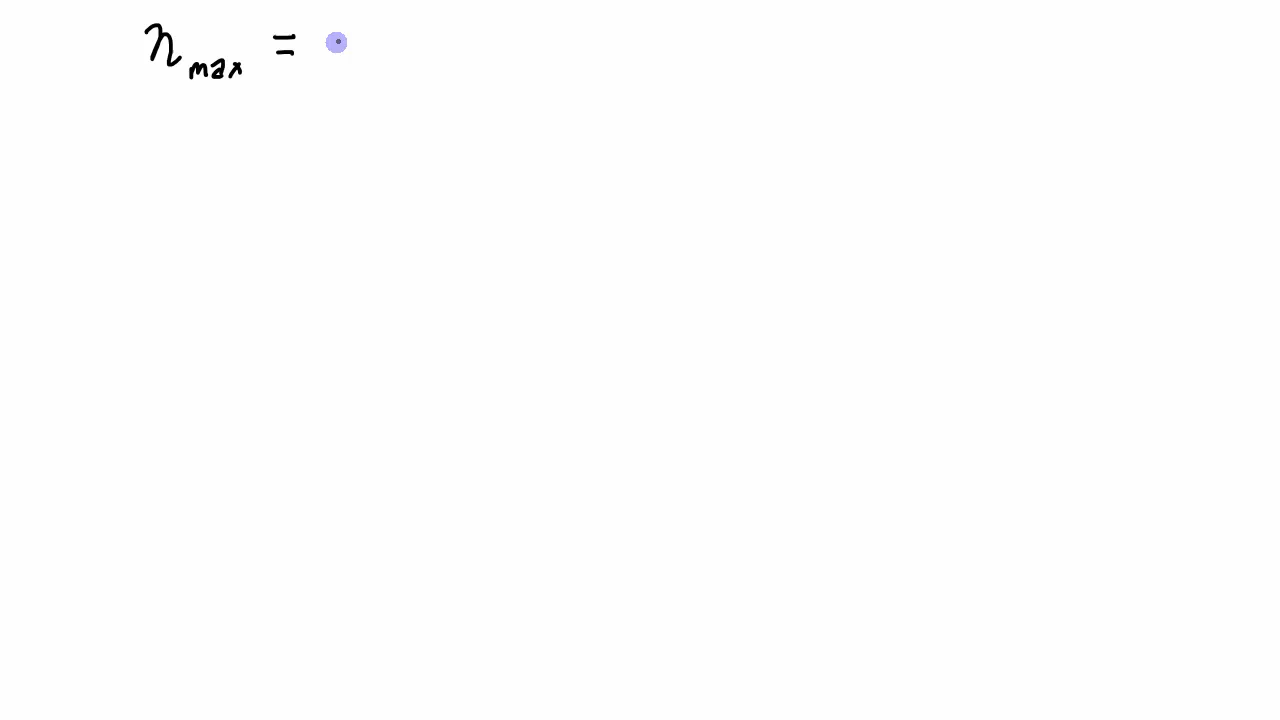 η_max =